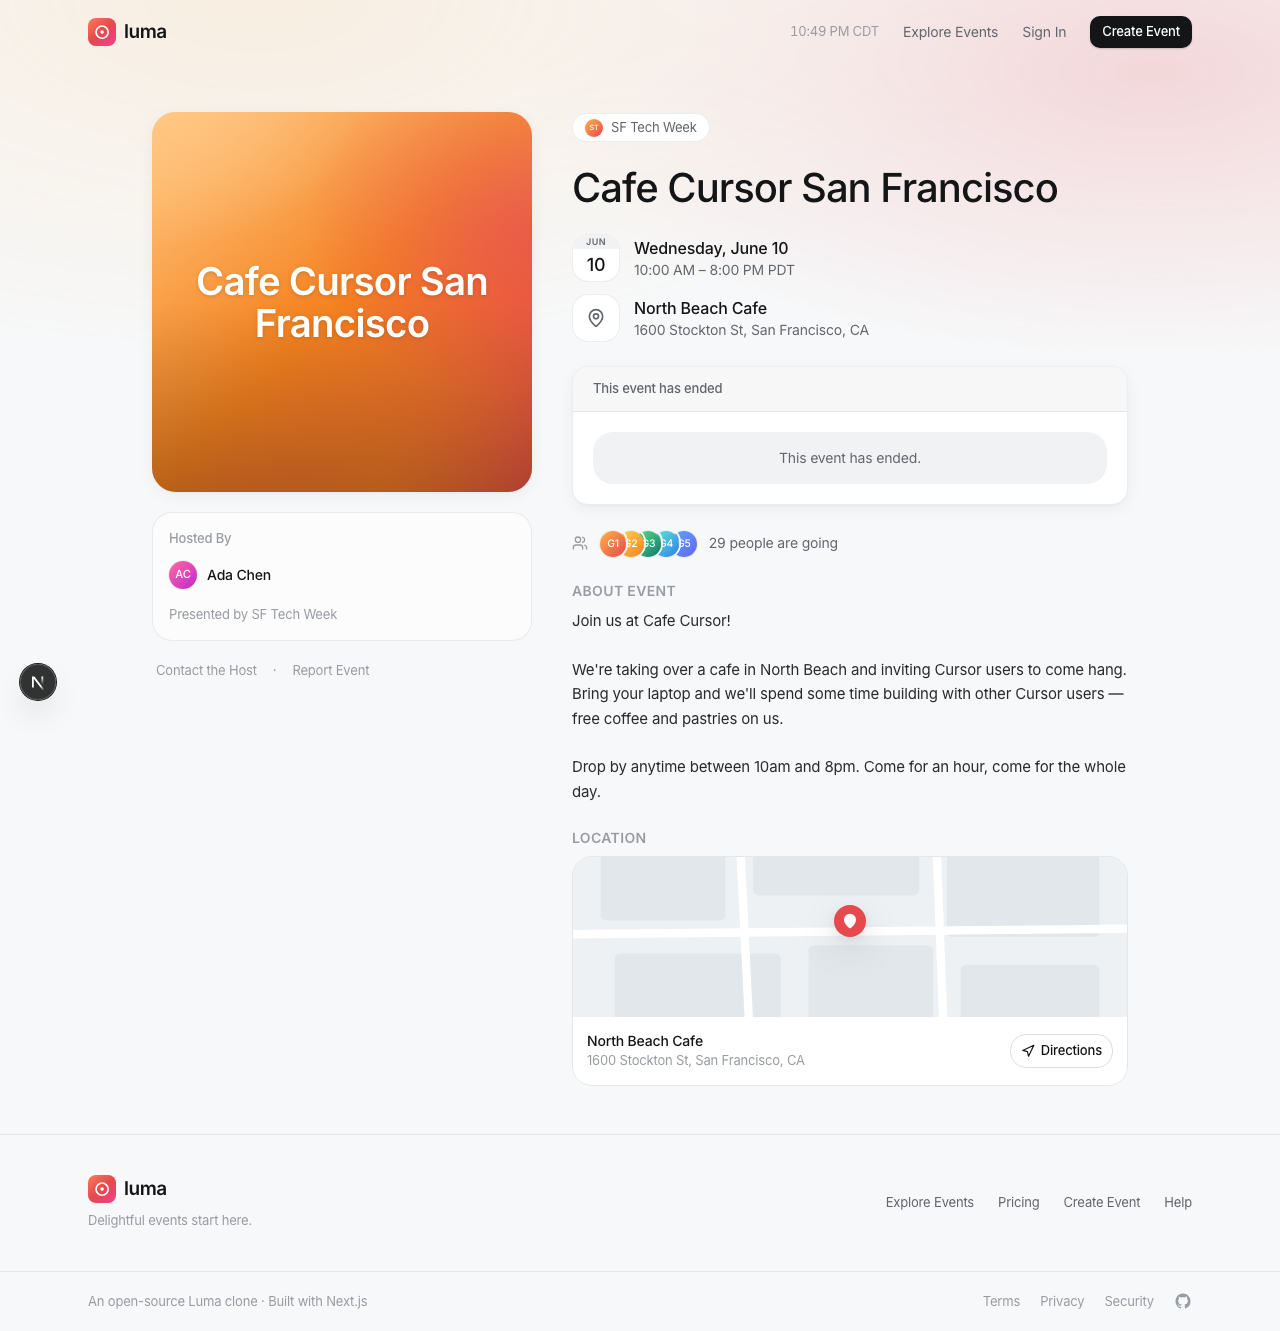 luma
10:49 PM CDT
Explore Events
Sign In
Create Event
Cafe Cursor San
Francisco
Hosted By
AC
Ada Chen
Presented by SF Tech Week
Contact the Host · Report Event
ST
SF Tech Week
Cafe Cursor San Francisco
JUN
10
Wednesday, June 10
10:00 AM – 8:00 PM PDT
North Beach Cafe
1600 Stockton St, San Francisco, CA
This event has ended
This event has ended.
G1 G2 G3 G4 G5
29 people are going
ABOUT EVENT
Join us at Cafe Cursor!
We're taking over a cafe in North Beach and inviting Cursor users to come hang.
Bring your laptop and we'll spend some time building with other Cursor users —
free coffee and pastries on us.
Drop by anytime between 10am and 8pm. Come for an hour, come for the whole
day.
LOCATION
North Beach Cafe
1600 Stockton St, San Francisco, CA
Directions
N
luma
Delightful events start here.
Explore Events
Pricing
Create Event
Help
An open-source Luma clone · Built with Next.js
Terms
Privacy
Security